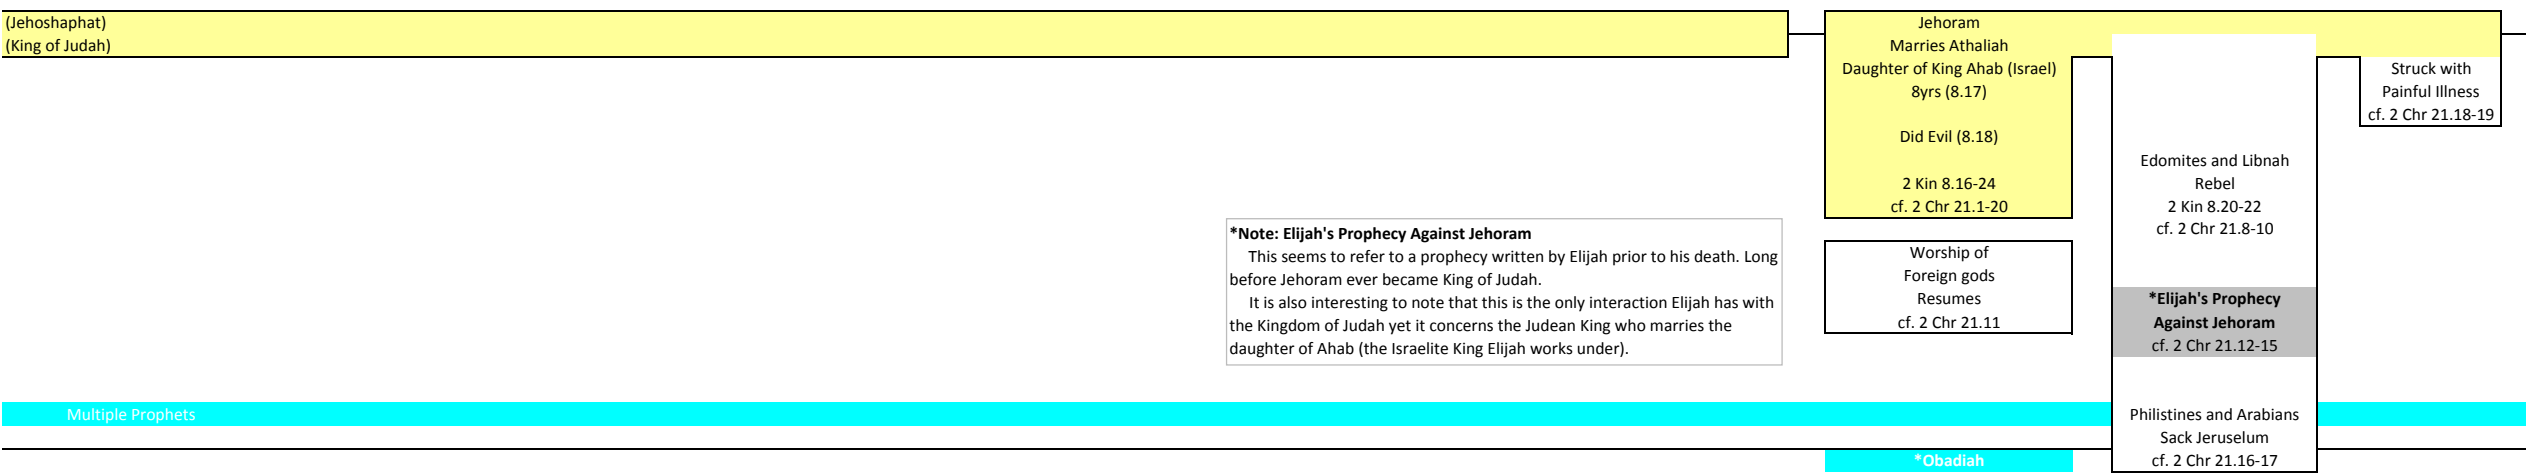 (Jehoshaphat)
(King of Judah)
Jehoram
Marries Athaliah
Daughter of King Ahab (Israel)
8yrs (8.17)
Did Evil (8.18)
2 Kin 8.16-24
cf. 2 Chr 21.1-20
Struck with
Painful Illness
cf. 2 Chr 21.18-19
Edomites and Libnah
Rebel
2 Kin 8.20-22
cf. 2 Chr 21.8-10
*Note: Elijah's Prophecy Against Jehoram
This seems to refer to a prophecy written by Elijah prior to his death. Long
before Jehoram ever became King of Judah.
It is also interesting to note that this is the only interaction Elijah has with
the Kingdom of Judah yet it concerns the Judean King who marries the
daughter of Ahab (the Israelite King Elijah works under).
Worship of
Foreign gods
Resumes
cf. 2 Chr 21.11
*Elijah's Prophecy
Against Jehoram
cf. 2 Chr 21.12-15
Multiple Prophets
Philistines and Arabians
Sack Jeruselum
cf. 2 Chr 21.16-17
*Obadiah